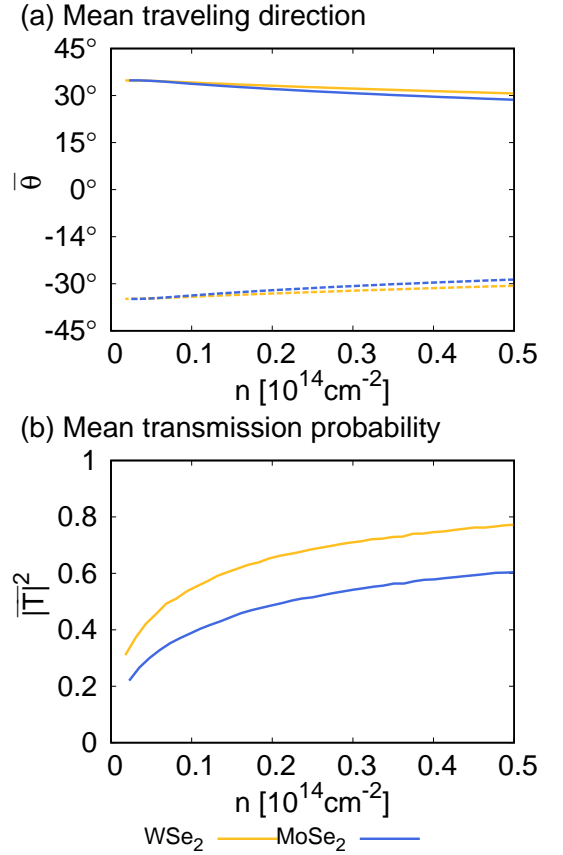 (a) Mean traveling direction
45°
30°
15°
0°
-14°
-30°
-45°
θ̅
0 0.1 0.2 0.3 0.4 0.5
n [10¹⁴cm⁻²]
(b) Mean transmission probability
1
0.8
0.6
0.4
0.2
0
|T̅|²
0 0.1 0.2 0.3 0.4 0.5
n [10¹⁴cm⁻²]
WSe₂ MoSe₂